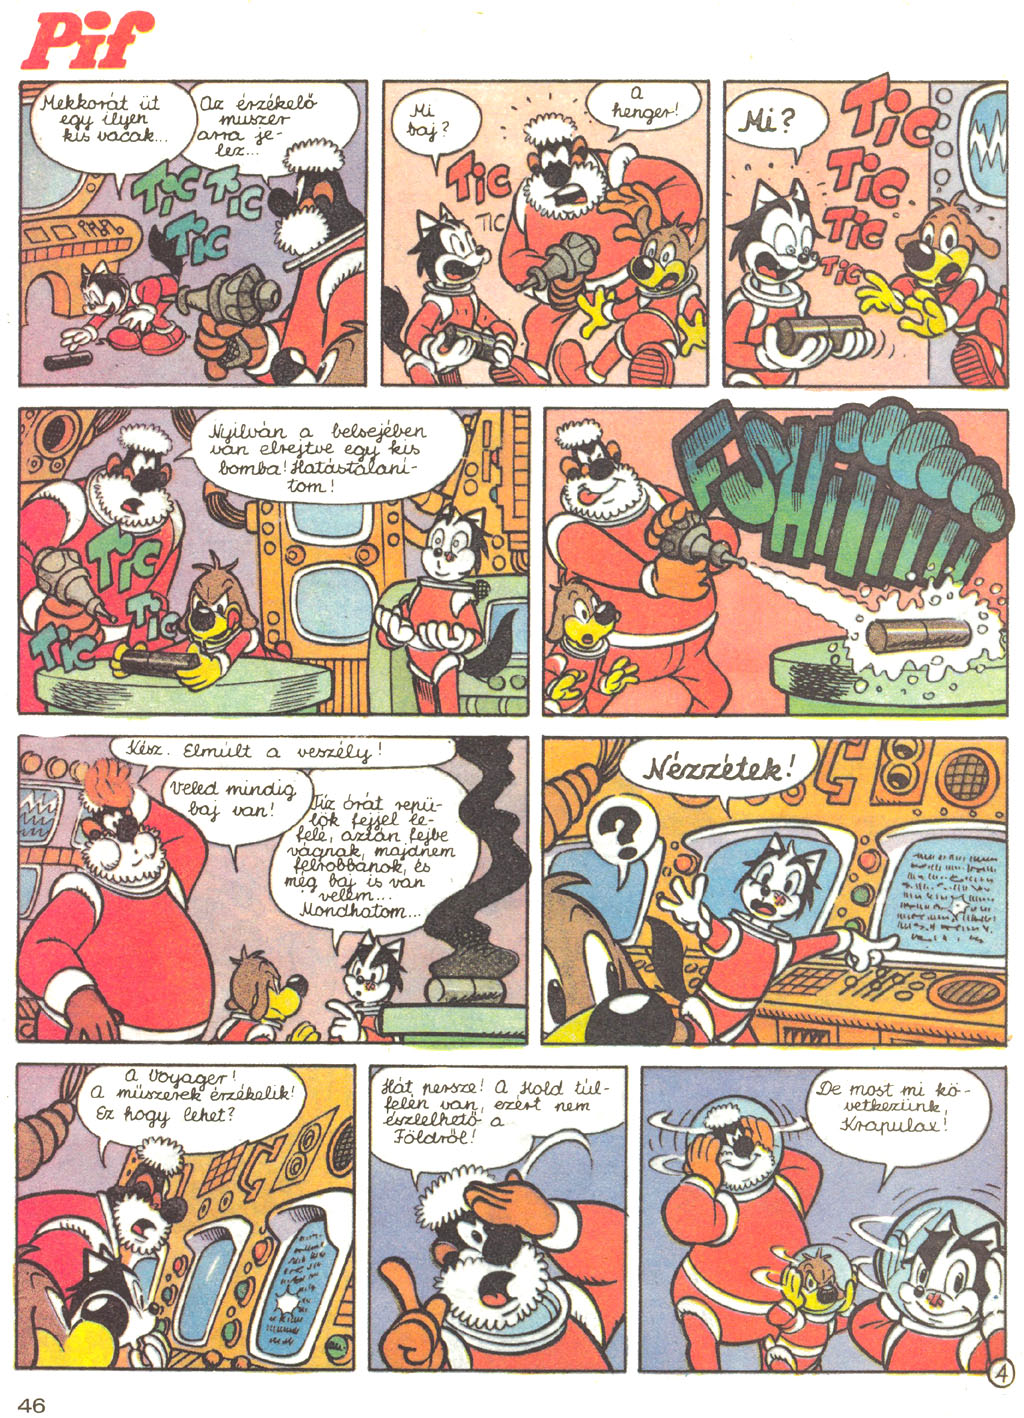 Pif
Mekkorát üt
egy ilyen
kis vacak...
Az érzékelő
műszer
arra je-
lez...
TIC TIC
TIC
Mi
baj?
A
henger!
TIC
TIC
Mi?
TIC
TIC
TIC
TIC
Nyilván a belsejében
van elrejtve egy kis
bomba! Hatástalaní-
tom!
TIC
TIC
TIC
FSHIIIIII
Kész. Elmúlt a veszély!
Veled mindig
baj van!
Tíz órát repü-
lök fejjel le-
felé, aztán fejbe
vágnak, majdnem
felrobbanok, és
még baj is van
velem...
Mondhatom...
?
Nézzétek!
A Voyager!
A műszerek érzékelik!
Ez hogy lehet?
Hát persze! A Hold túl-
felén van, ezért nem
észlelhető a
Földről!
De most mi kö-
vetkezünk,
Krapulax!
4
46